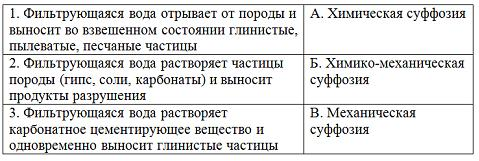 1. Фильтрующаяся вода отрывает от породы и
выносит во взвешенном состоянии глинистые,
пылеватые, песчаные частицы
А. Химическая суффозия
2. Фильтрующаяся вода растворяет частицы
породы (гипс, соли, карбонаты) и выносит
продукты разрушения
Б. Химико-механическая
суффозия
3. Фильтрующаяся вода растворяет
карбонатное цементирующее вещество и
одновременно выносит глинистые частицы
В. Механическая
суффозия